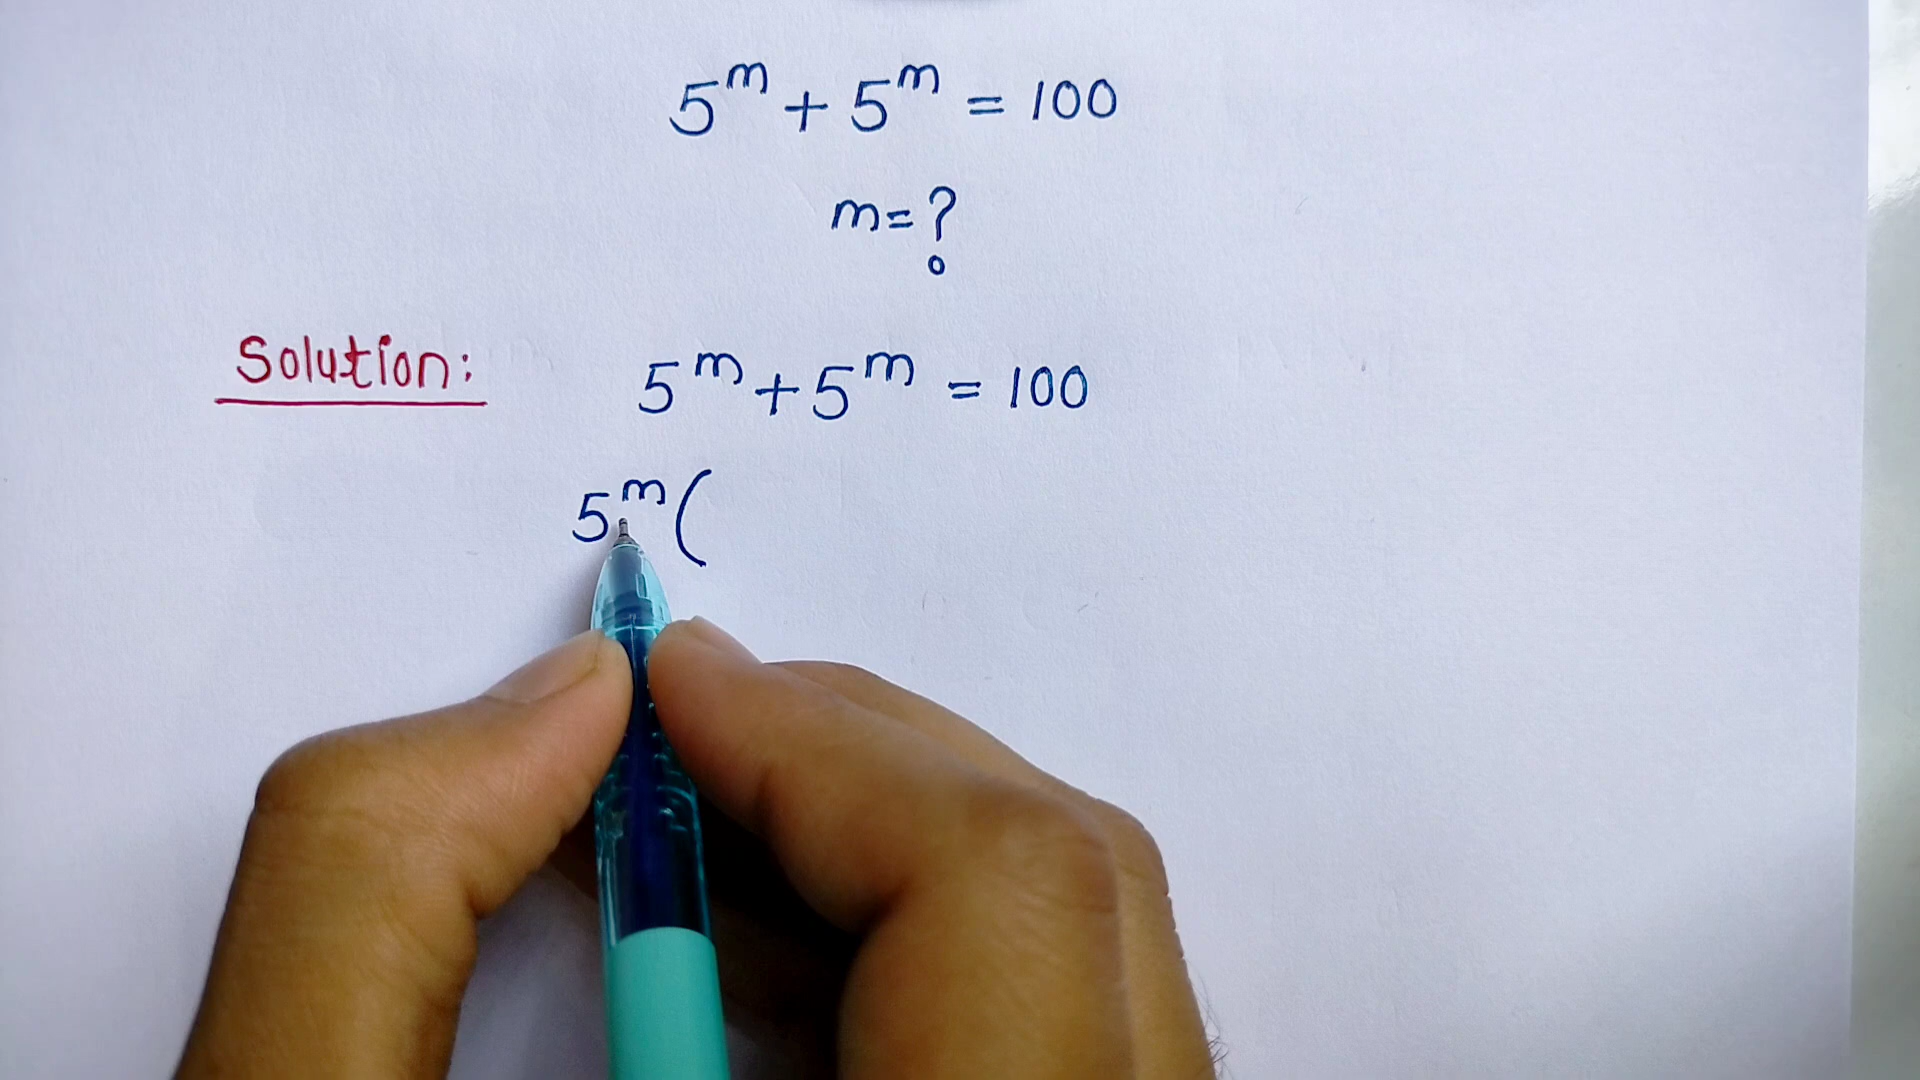 5^m + 5^m = 100
m = ?
Solution: 5^m + 5^m = 100
5^m (